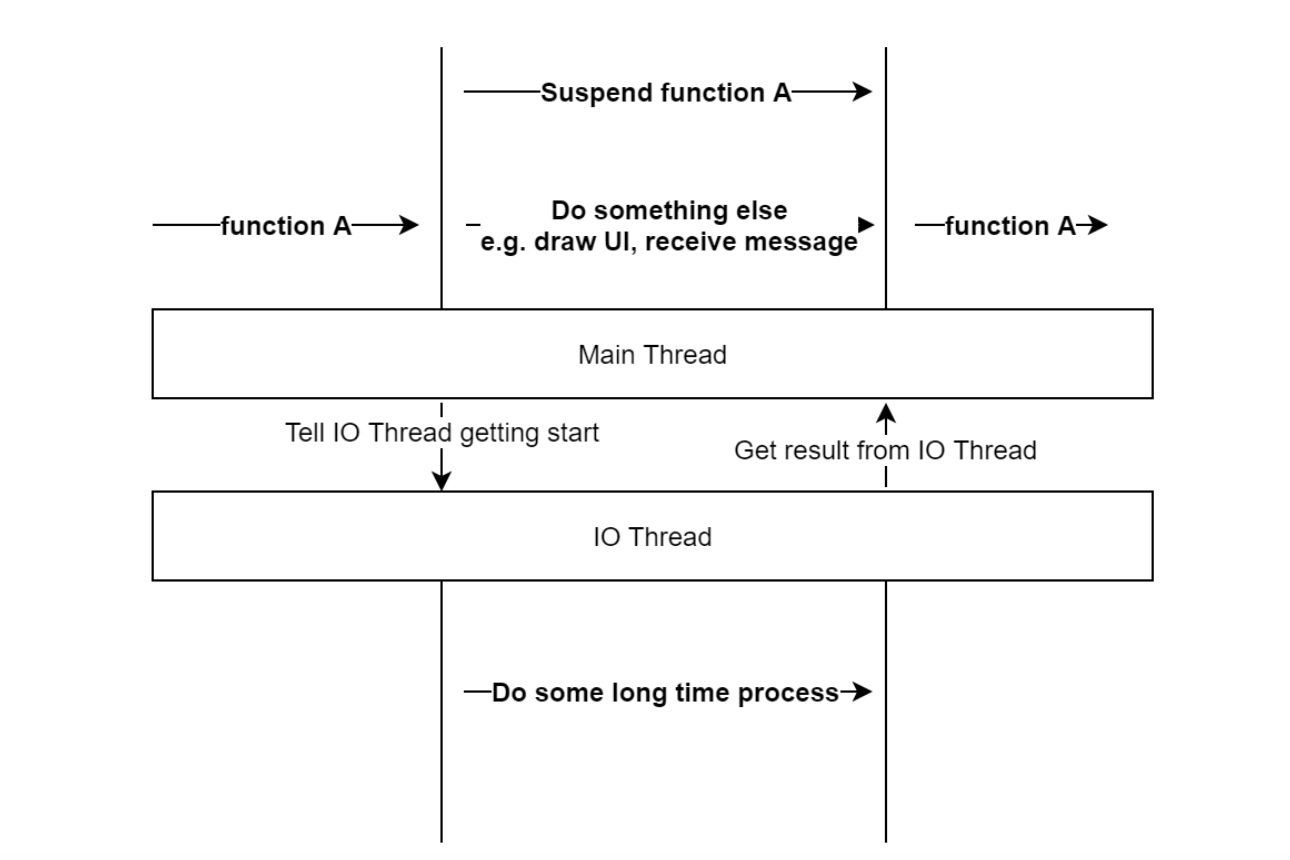 Suspend function A
function A
Do something else
e.g. draw UI, receive message
function A
Main Thread
Tell IO Thread getting start
Get result from IO Thread
IO Thread
Do some long time process